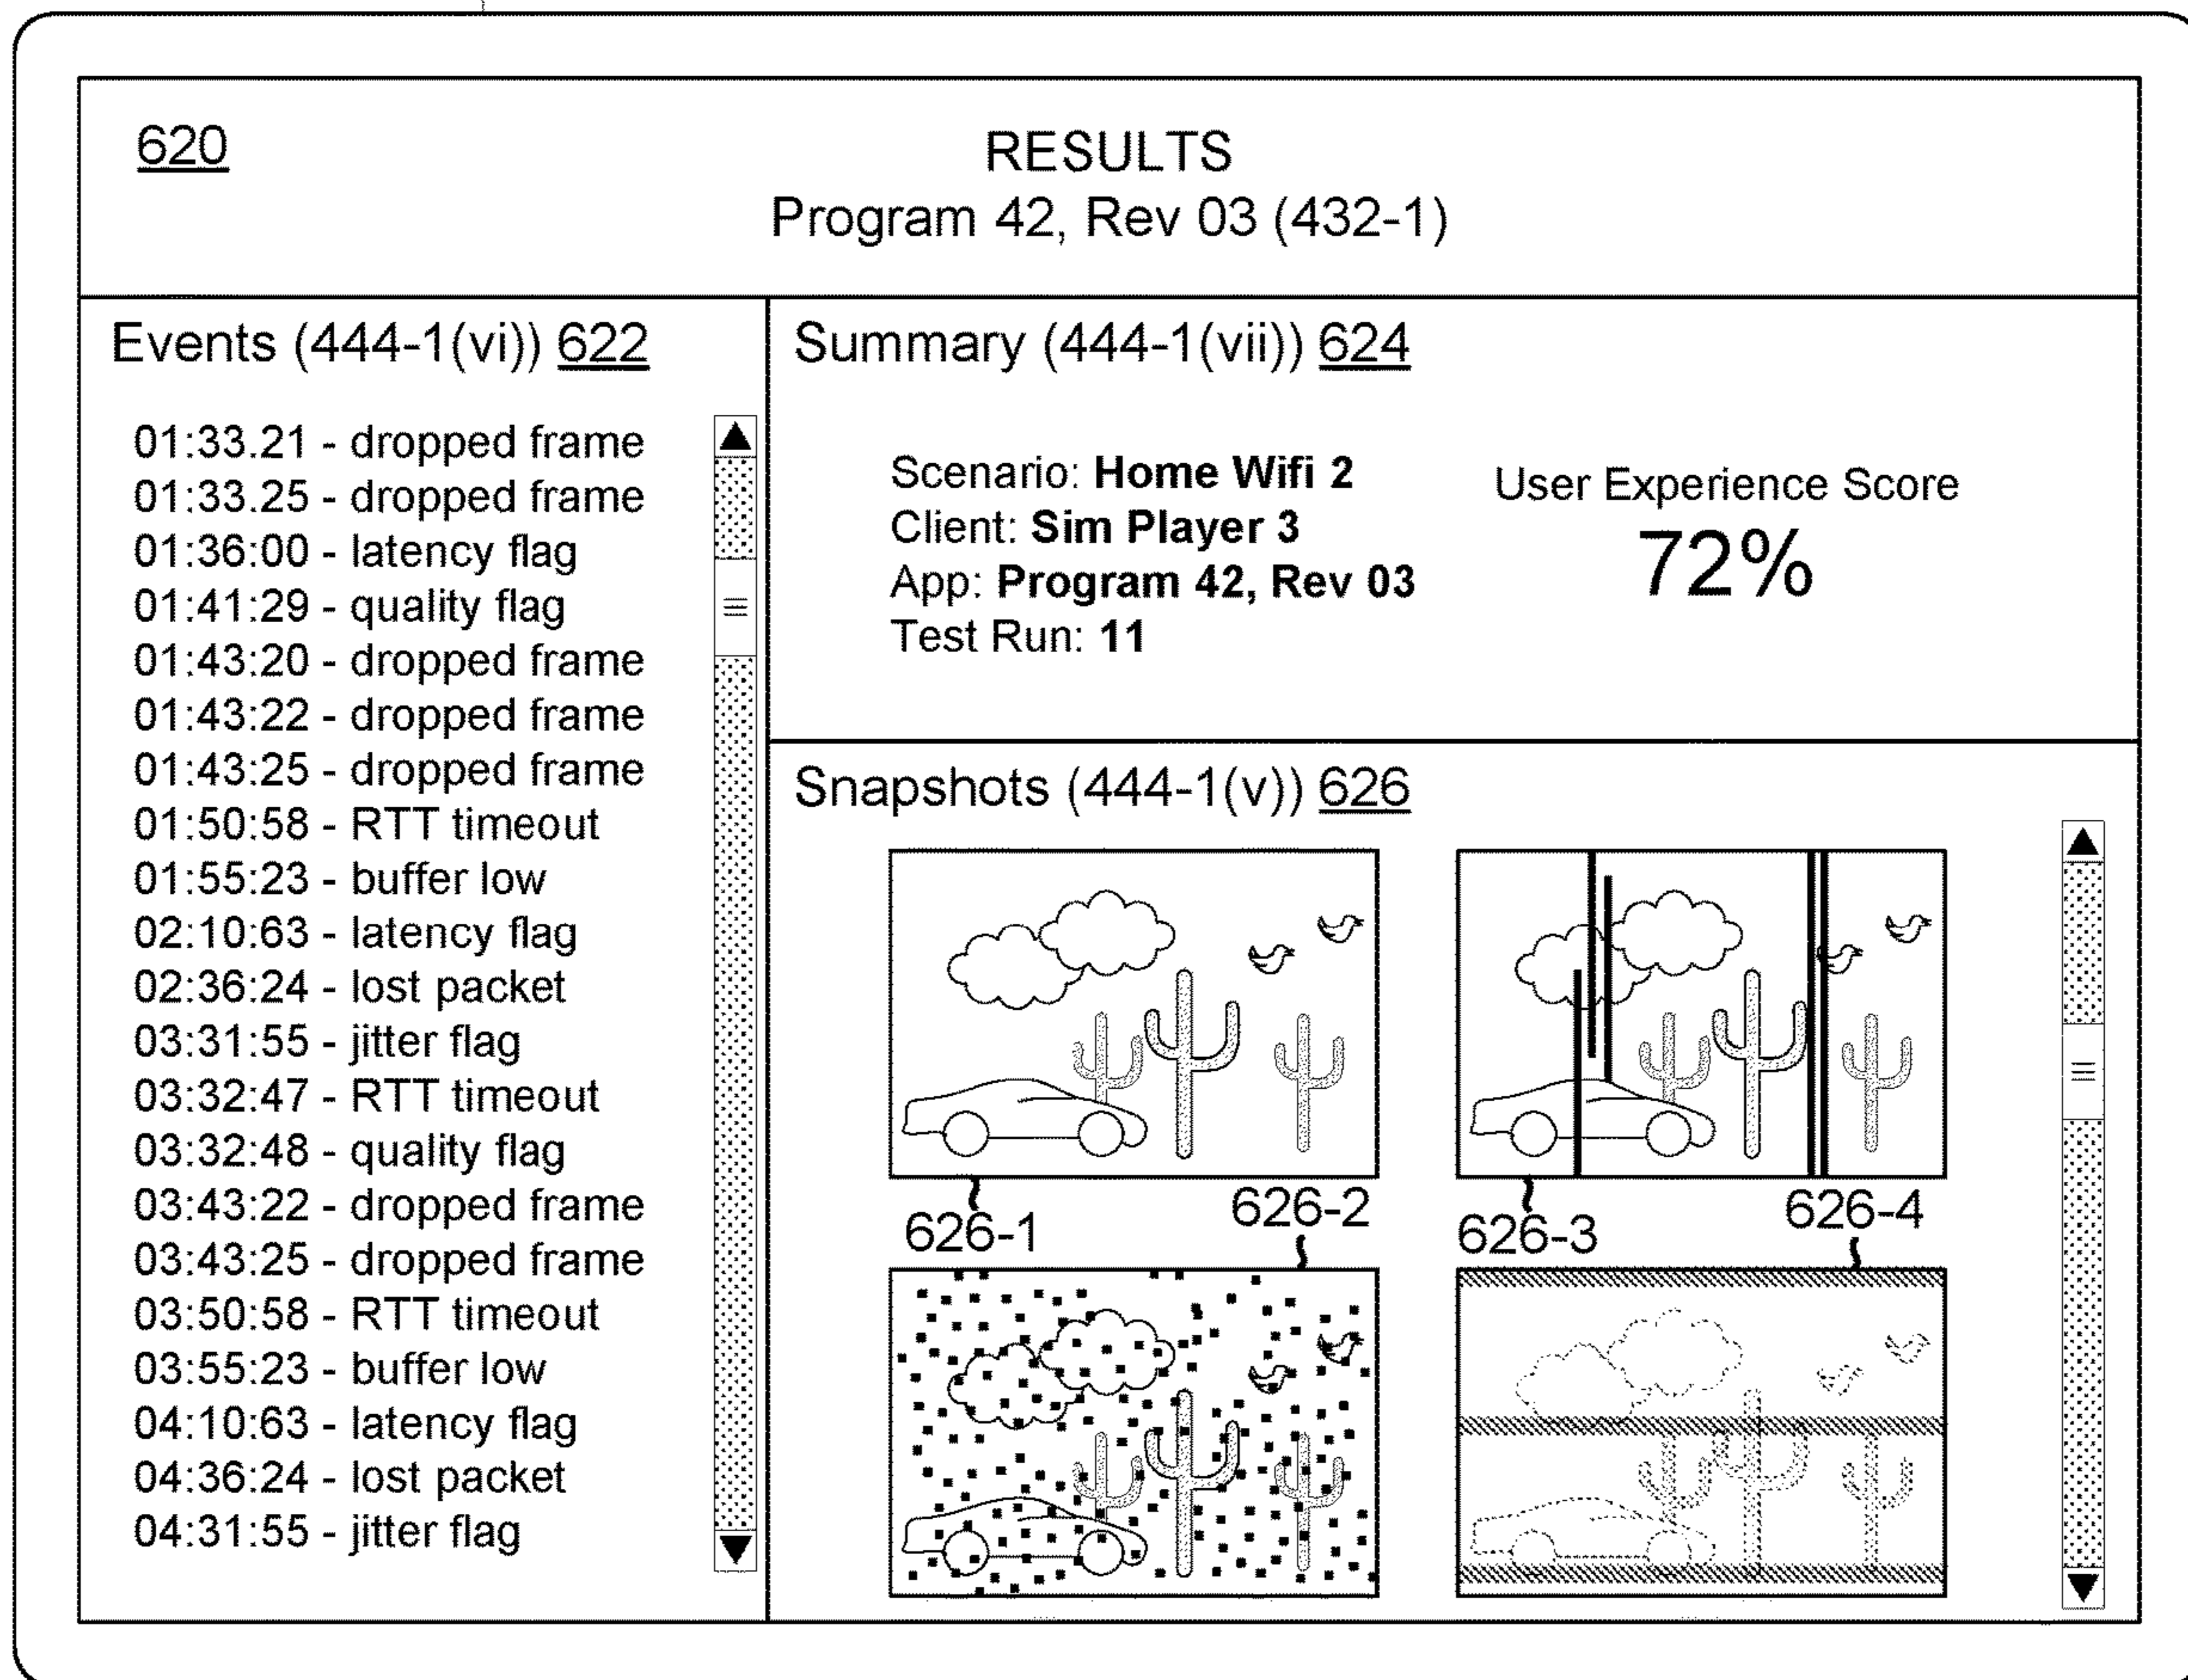 620
RESULTS
Program 42, Rev 03 (432-1)
Events (444-1(vi)) 622
01:33.21 - dropped frame
01:33.25 - dropped frame
01:36:00 - latency flag
01:41:29 - quality flag
01:43:20 - dropped frame
01:43:22 - dropped frame
01:43:25 - dropped frame
01:50:58 - RTT timeout
01:55:23 - buffer low
02:10:63 - latency flag
02:36:24 - lost packet
03:31:55 - jitter flag
03:32:47 - RTT timeout
03:32:48 - quality flag
03:43:22 - dropped frame
03:43:25 - dropped frame
03:50:58 - RTT timeout
03:55:23 - buffer low
04:10:63 - latency flag
04:36:24 - lost packet
04:31:55 - jitter flag
Summary (444-1(vii)) 624
Scenario: Home Wifi 2
Client: Sim Player 3
App: Program 42, Rev 03
Test Run: 11
User Experience Score
72%
Snapshots (444-1(v)) 626
626-1
626-2
626-3
626-4